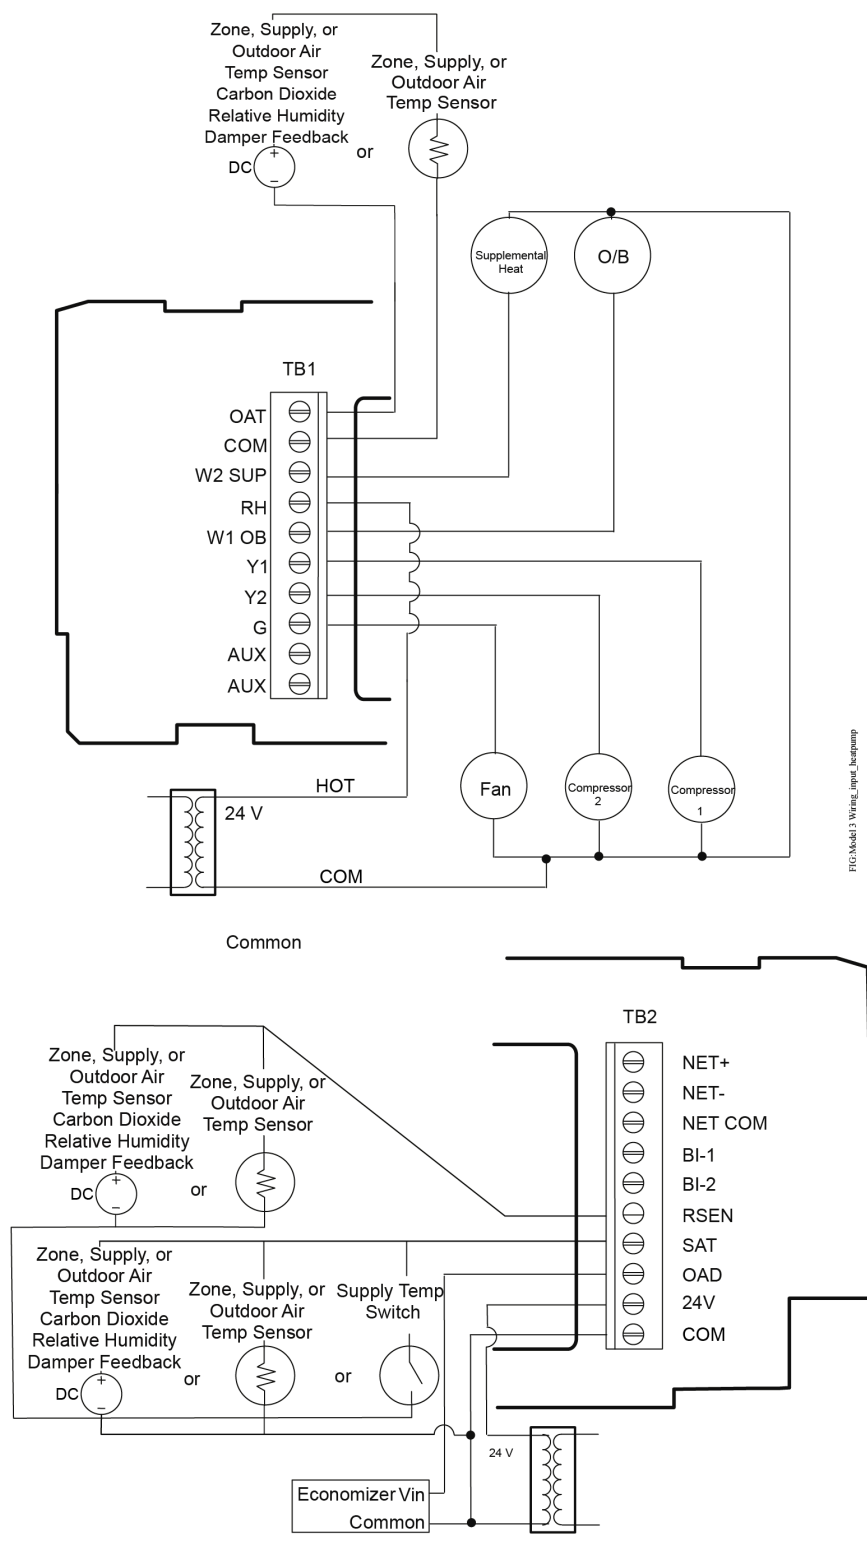 Zone, Supply, or
Outdoor Air
Temp Sensor
Carbon Dioxide
Relative Humidity
Damper Feedback
DC
+
–
or
Zone, Supply, or
Outdoor Air
Temp Sensor
Supplemental
Heat
O/B
TB1
OAT
COM
W2 SUP
RH
W1 OB
Y1
Y2
G
AUX
AUX
HOT
24 V
COM
Fan
Compressor
2
Compressor
1
FIG:Model 3 Wiring_input_heatpump
Common
TB2
NET+
NET-
NET COM
BI-1
BI-2
RSEN
SAT
OAD
24V
COM
Zone, Supply, or
Outdoor Air
Temp Sensor
Carbon Dioxide
Relative Humidity
Damper Feedback
DC
+
–
or
Zone, Supply, or
Outdoor Air
Temp Sensor
Zone, Supply, or
Outdoor Air
Temp Sensor
Carbon Dioxide
Relative Humidity
Damper Feedback
DC
+
–
or
Zone, Supply, or
Outdoor Air
Temp Sensor
or
Supply Temp
Switch
24 V
Economizer Vin
Common